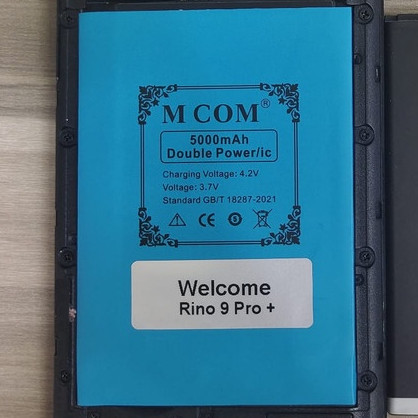 M COM®
5000mAh
Double Power/ic
Charging Voltage: 4.2V
Voltage: 3.7V
Standard GB/T 18287-2021
CE
Welcome
Rino 9 Pro +